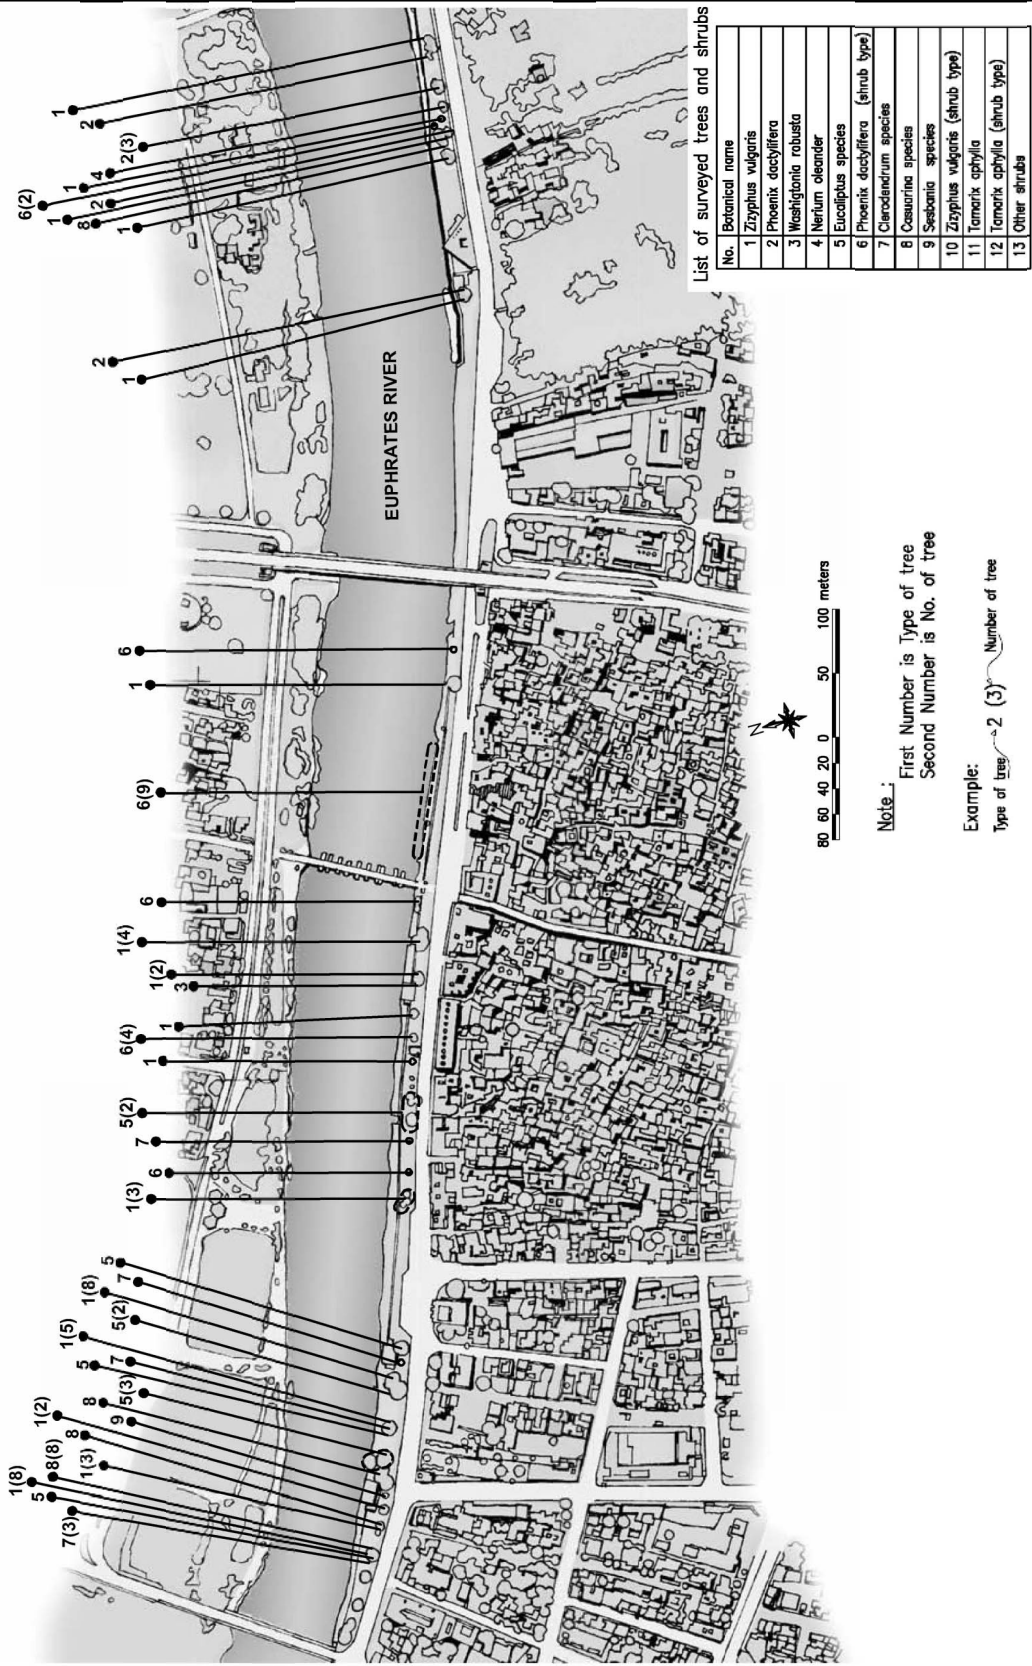 7(3)
5
1(8)
8(8)
1(3)
8
1(2)
9
8
5(3)
7
5
1(5)
5(2)
1(8)
7
5
1(3)
6
7
5(2)
1
6(4)
1
3
1(2)
1(4)
6
6(9)
1
6
1
2
1
8
1
2
6(2)
1
4
2(3)
2
1
EUPHRATES RIVER
N
80 60 40 20 0 50 100 meters
Note :
First Number is Type of tree
Second Number is No. of tree
Example:
Type of tree 2 (3) Number of tree
List of surveyed trees and shrubs
No. Botanical name
1 Zizyphus vulgaris
2 Phoenix dactylifera
3 Washigtonia robusta
4 Nerium oleander
5 Eucaliptus species
6 Phoenix dactylifera (shrub type)
7 Clerodendrum species
8 Casuarina species
9 Sesbania species
10 Zizyphus vulgaris (shrub type)
11 Tamarix aphylla
12 Tamarix aphylla (shrub type)
13 Other shrubs